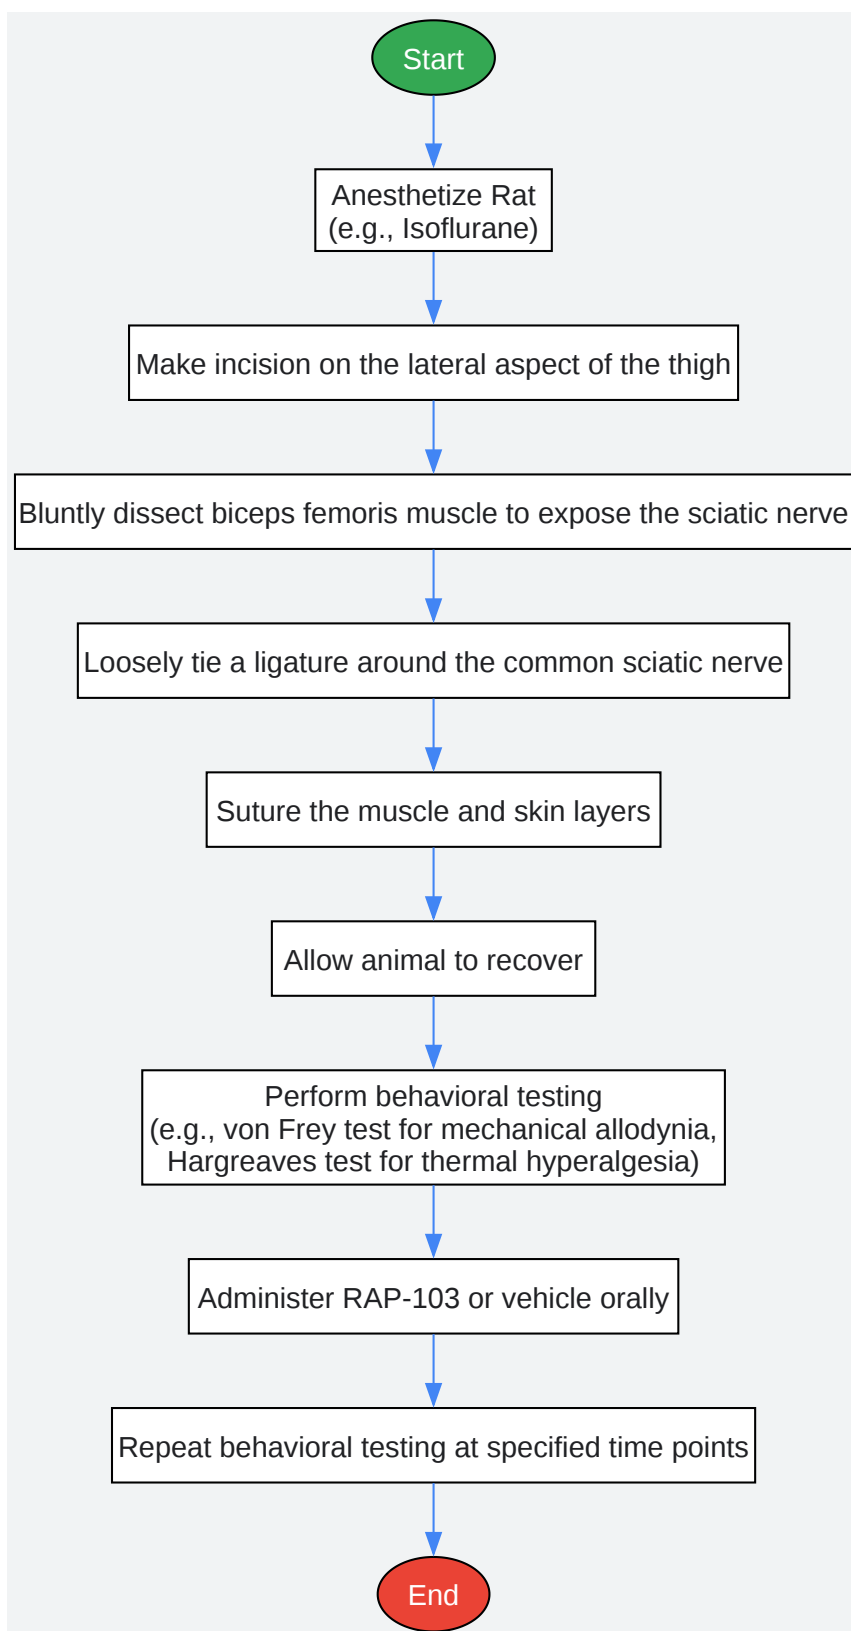 Start
Anesthetize Rat
(e.g., Isoflurane)
Make incision on the lateral aspect of the thigh
Bluntly dissect biceps femoris muscle to expose the sciatic nerve
Loosely tie a ligature around the common sciatic nerve
Suture the muscle and skin layers
Allow animal to recover
Perform behavioral testing
(e.g., von Frey test for mechanical allodynia,
Hargreaves test for thermal hyperalgesia)
Administer RAP-103 or vehicle orally
Repeat behavioral testing at specified time points
End